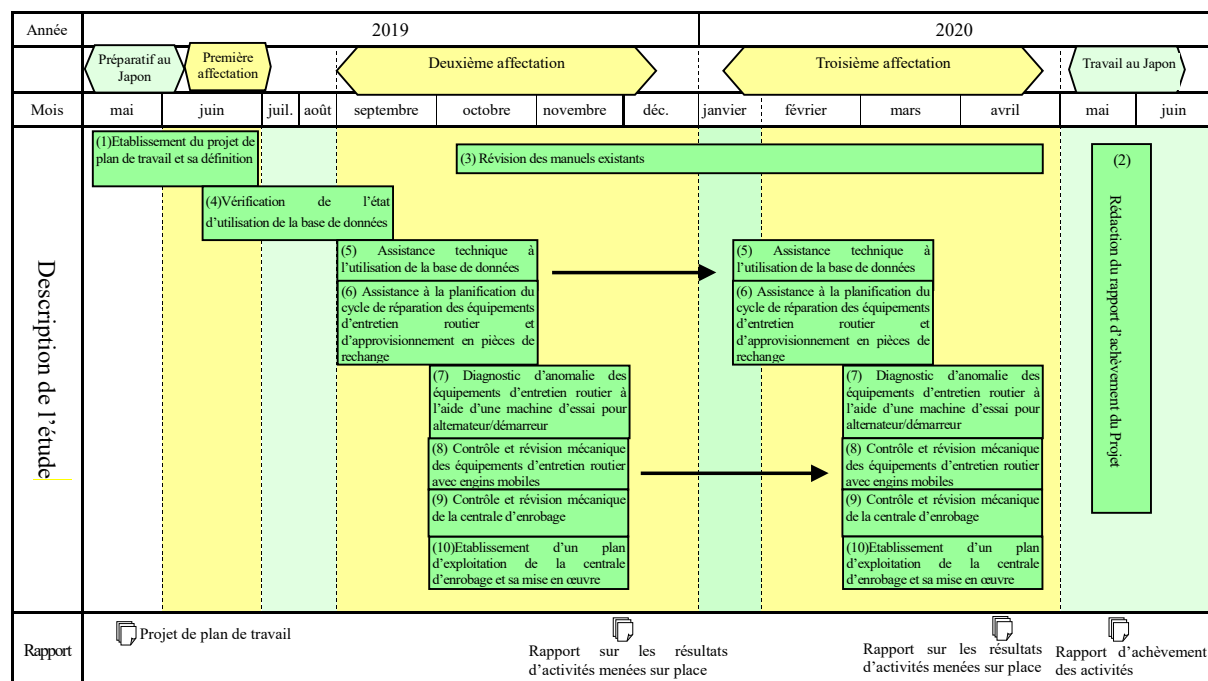 Année
2019
2020
Préparatif au
Japon
Première
affectation
Deuxième affectation
Troisième affectation
Travail au Japon
Mois
mai
juin
juil.
août
septembre
octobre
novembre
déc.
janvier
février
mars
avril
mai
juin
Description de l'étude
(1)Etablissement du projet de
plan de travail et sa définition
(3) Révision des manuels existants
(2)
Rédaction du rapport d'achèvement du Projet
(4)Vérification de l'état
d'utilisation de la base de données
(5) Assistance technique à
l'utilisation de la base de données
(6) Assistance à la planification du
cycle de réparation des équipements
d'entretien routier et
d'approvisionnement en pièces de
rechange
(5) Assistance technique à
l'utilisation de la base de données
(6) Assistance à la planification du
cycle de réparation des équipements
d'entretien routier et
d'approvisionnement en pièces de
rechange
(7) Diagnostic d'anomalie des
équipements d'entretien routier à
l'aide d'une machine d'essai pour
alternateur/démarreur
(8) Contrôle et révision mécanique
des équipements d'entretien routier
avec engins mobiles
(9) Contrôle et révision mécanique
de la centrale d'enrobage
(10)Etablissement d'un plan
d'exploitation de la centrale
d'enrobage et sa mise en œuvre
(7) Diagnostic d'anomalie des
équipements d'entretien routier à
l'aide d'une machine d'essai pour
alternateur/démarreur
(8) Contrôle et révision mécanique
des équipements d'entretien routier
avec engins mobiles
(9) Contrôle et révision mécanique
de la centrale d'enrobage
(10)Etablissement d'un plan
d'exploitation de la centrale
d'enrobage et sa mise en œuvre
Rapport
Projet de plan de travail
Rapport sur les résultats
d'activités menées sur place
Rapport sur les résultats
d'activités menées sur place
Rapport d'achèvement
des activités